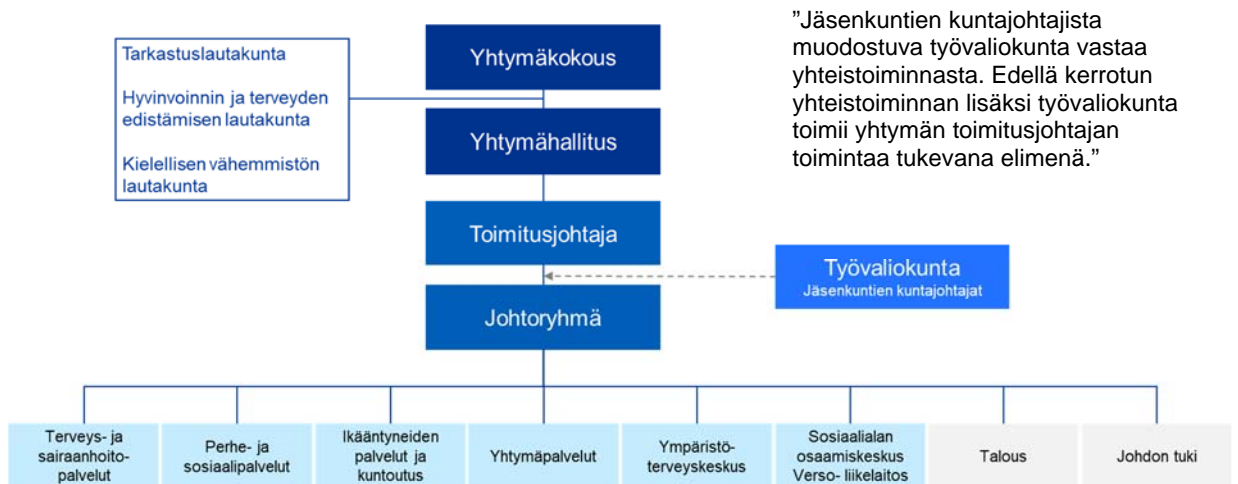 Tarkastuslautakunta
Hyvinvoinnin ja terveyden
edistämisen lautakunta
Kielellisen vähemmistön
lautakunta
Yhtymäkokous
Yhtymähallitus
Toimitusjohtaja
Johtoryhmä
”Jäsenkuntien kuntajohtajista
muodostuva työvaliokunta vastaa
yhteistoiminnasta. Edellä kerrotun
yhteistoiminnan lisäksi työvaliokunta
toimii yhtymän toimitusjohtajan
toimintaa tukevana elimenä.”
Työvaliokunta
Jäsenkuntien kuntajohtajat
Terveys- ja
sairaanhoito-
palvelut
Perhe- ja
sosiaalipalvelut
Ikääntyneiden
palvelut ja
kuntoutus
Yhtymäpalvelut
Ympäristö-
terveyskeskus
Sosiaalialan
osaamiskeskus
Verso- liikelaitos
Talous
Johdon tuki